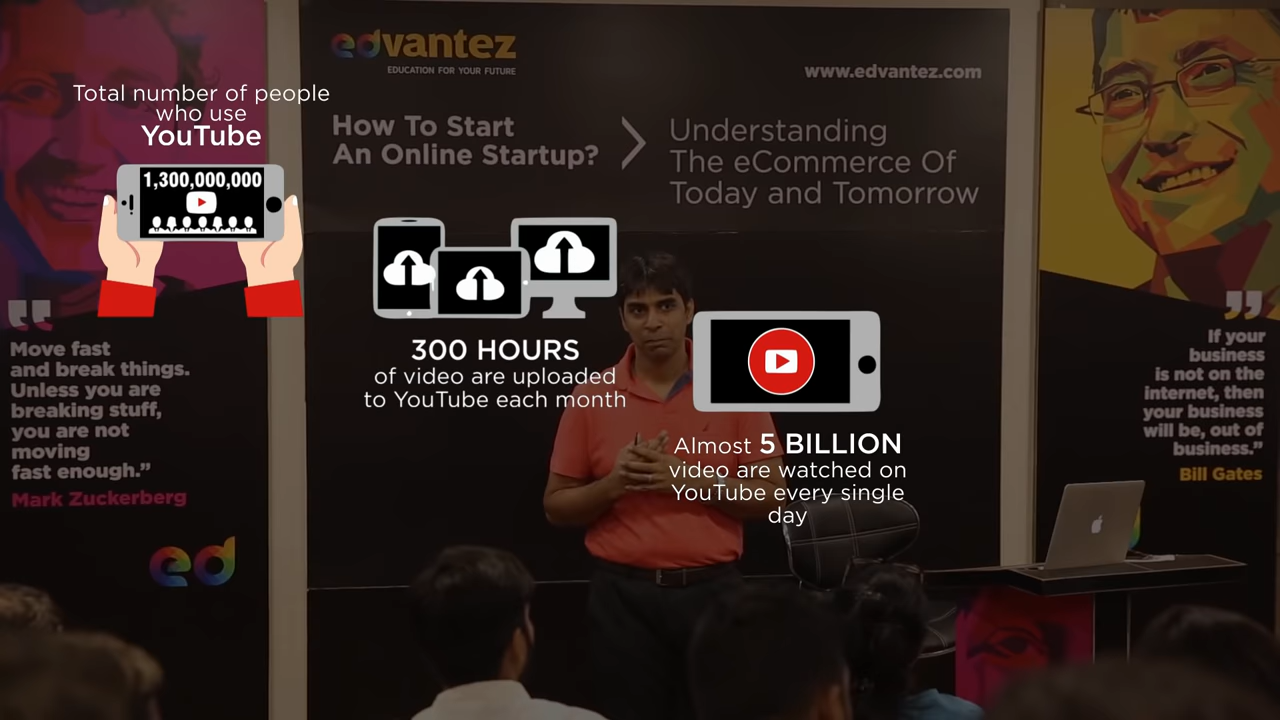 edvantez
EDUCATION FOR YOUR FUTURE
www.edvantez.com
Total number of people
who use
YouTube
1,300,000,000
How To Start
An Online Startup?
Understanding
The eCommerce Of
Today and Tomorrow
300 HOURS
of video are uploaded
to YouTube each month
Almost 5 BILLION
video are watched on
YouTube every single
day
Move fast
and break things.
Unless you are
breaking stuff,
you are not
moving
fast enough.”
Mark Zuckerberg
ed
If your
business
is not on the
internet, then
your business
will be, out of
business.”
Bill Gates